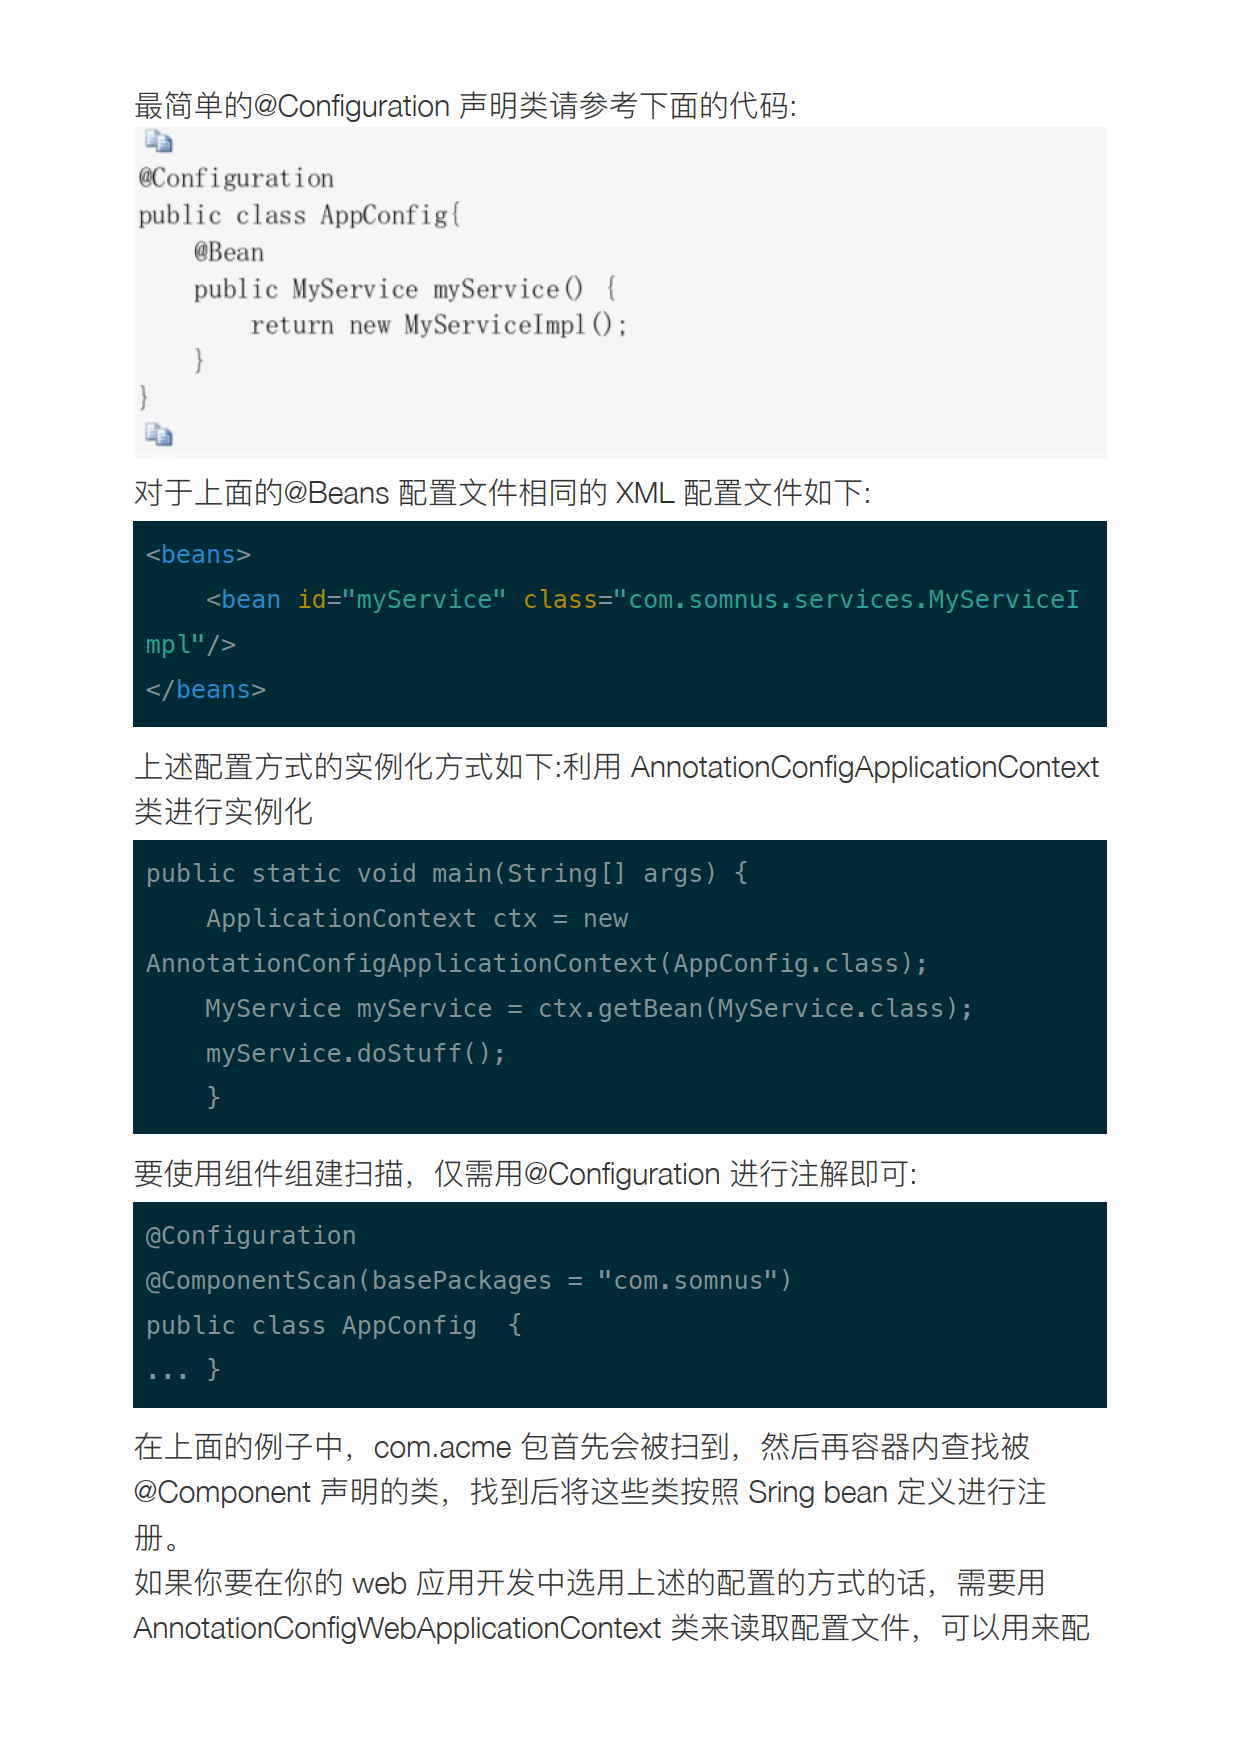 最简单的@Configuration 声明类请参考下面的代码:
@Configuration
public class AppConfig{
    @Bean
    public MyService myService() {
        return new MyServiceImpl();
    }
}
对于上面的@Beans 配置文件相同的 XML 配置文件如下:
<beans>
    <bean id="myService" class="com.somnus.services.MyServiceI
mpl"/>
</beans>
上述配置方式的实例化方式如下:利用 AnnotationConfigApplicationContext
类进行实例化
public static void main(String[] args) {
    ApplicationContext ctx = new
AnnotationConfigApplicationContext(AppConfig.class);
    MyService myService = ctx.getBean(MyService.class);
    myService.doStuff();
    }
要使用组件组建扫描，仅需用@Configuration 进行注解即可:
@Configuration
@ComponentScan(basePackages = "com.somnus")
public class AppConfig  {
... }
在上面的例子中，com.acme 包首先会被扫到，然后再容器内查找被
@Component 声明的类，找到后将这些类按照 Sring bean 定义进行注
册。
如果你要在你的 web 应用开发中选用上述的配置的方式的话，需要用
AnnotationConfigWebApplicationContext 类来读取配置文件，可以用来配